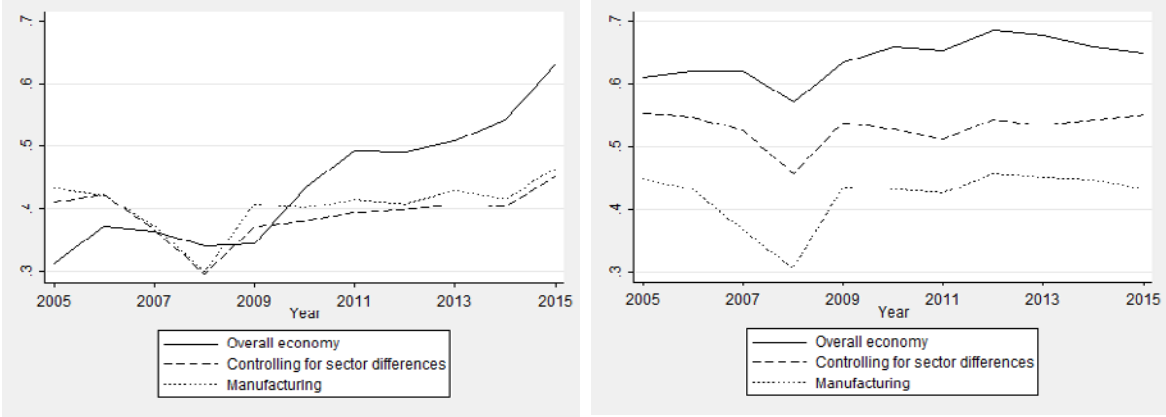 .7
.6
.5
.4
.3
2005 2007 2009 2011 2013 2015
Year
Overall economy
Controlling for sector differences
Manufacturing
.7
.6
.5
.4
.3
2005 2007 2009 2011 2013 2015
Year
Overall economy
Controlling for sector differences
Manufacturing